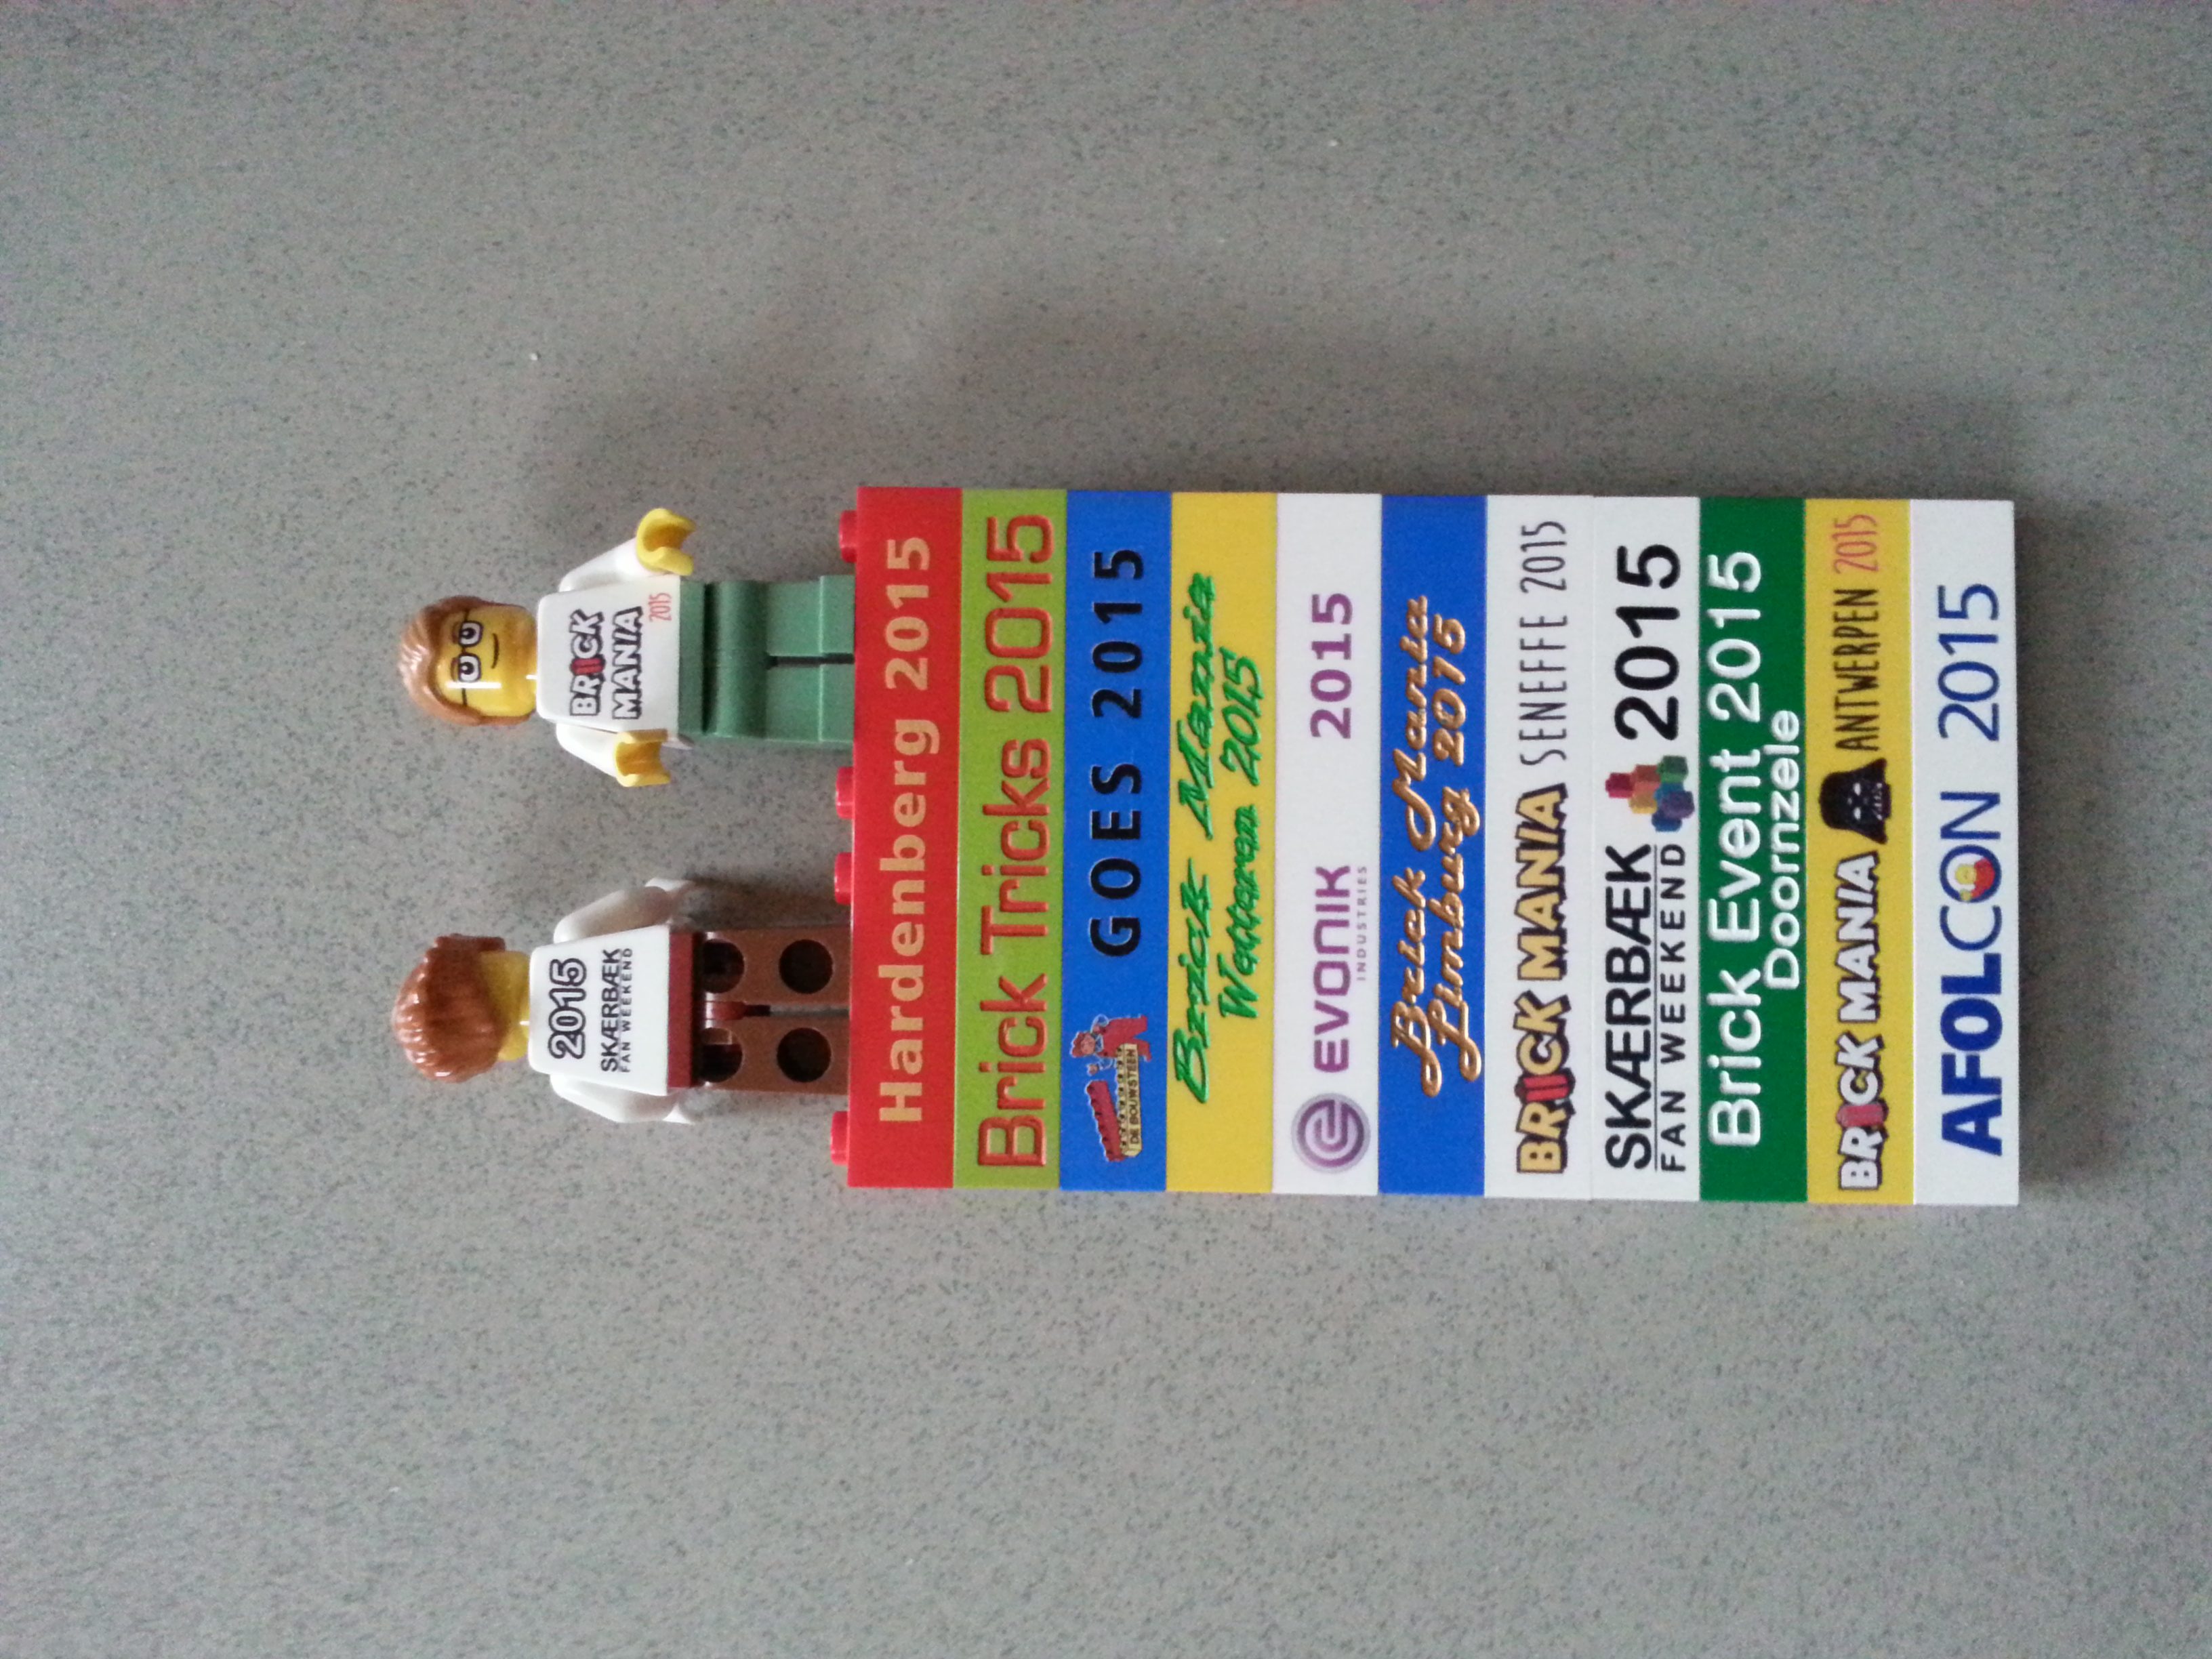 2015
SKÆRBÆK
FAN WEEKEND
BRICK
MANIA
2015
Hardenberg 2015
Brick Tricks 2015
DE BOUWSTEEN
GOES 2015
Brick Mania
Wetteren 2015
EVONIK 2015
INDUSTRIES
Brick Mania
Limburg 2015
BRICK MANIA SENEFFE 2015
SKÆRBÆK 2015
FAN WEEKEND
Brick Event 2015
Doornzele
BRICK MANIA ANTWERPEN 2015
AFOLCON 2015